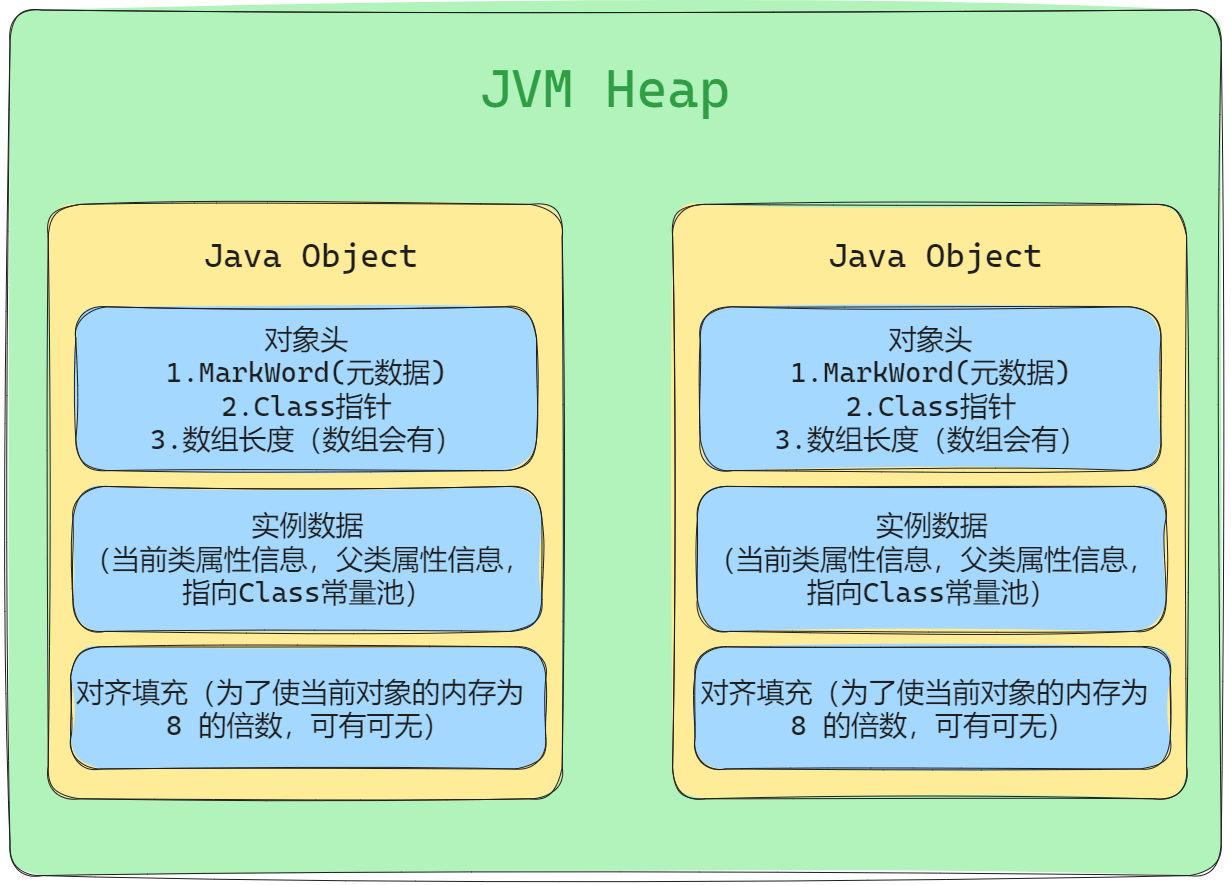 JVM Heap
Java Object
对象头
1.MarkWord(元数据)
2.Class指针
3.数组长度（数组会有）
实例数据
（当前类属性信息，父类属性信息，
指向Class常量池）
对齐填充（为了使当前对象的内存为
8 的倍数，可有可无）
Java Object
对象头
1.MarkWord(元数据)
2.Class指针
3.数组长度（数组会有）
实例数据
（当前类属性信息，父类属性信息，
指向Class常量池）
对齐填充（为了使当前对象的内存为
8 的倍数，可有可无）